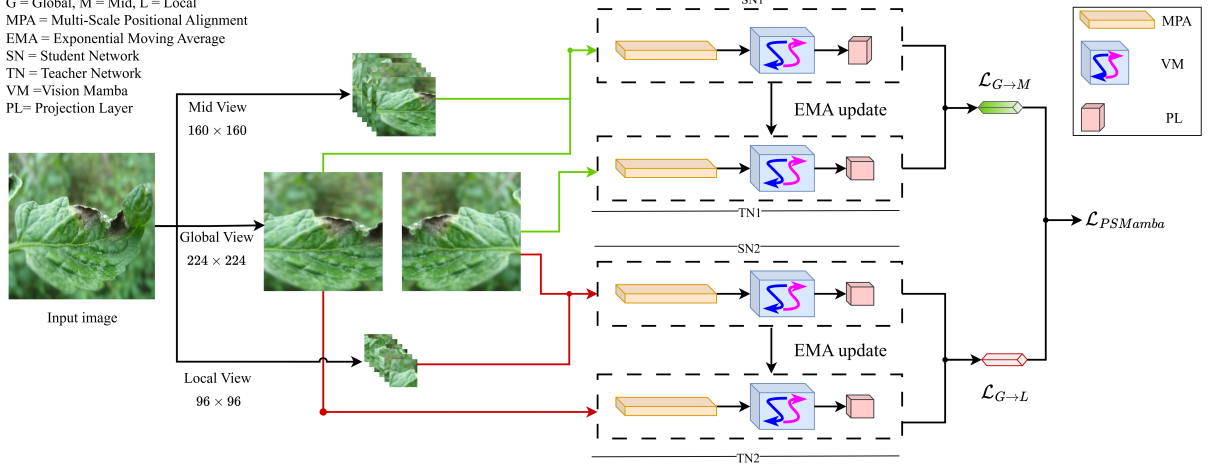 G = Global, M = Mid, L = Local
MPA = Multi-Scale Positional Alignment
EMA = Exponential Moving Average
SN = Student Network
TN = Teacher Network
VM =Vision Mamba
PL= Projection Layer
Mid View
160 × 160
Global View
224 × 224
Input image
Local View
96 × 96
SN1
EMA update
TN1
SN2
EMA update
TN2
ℒG→M
ℒG→L
ℒPSMamba
MPA
VM
PL